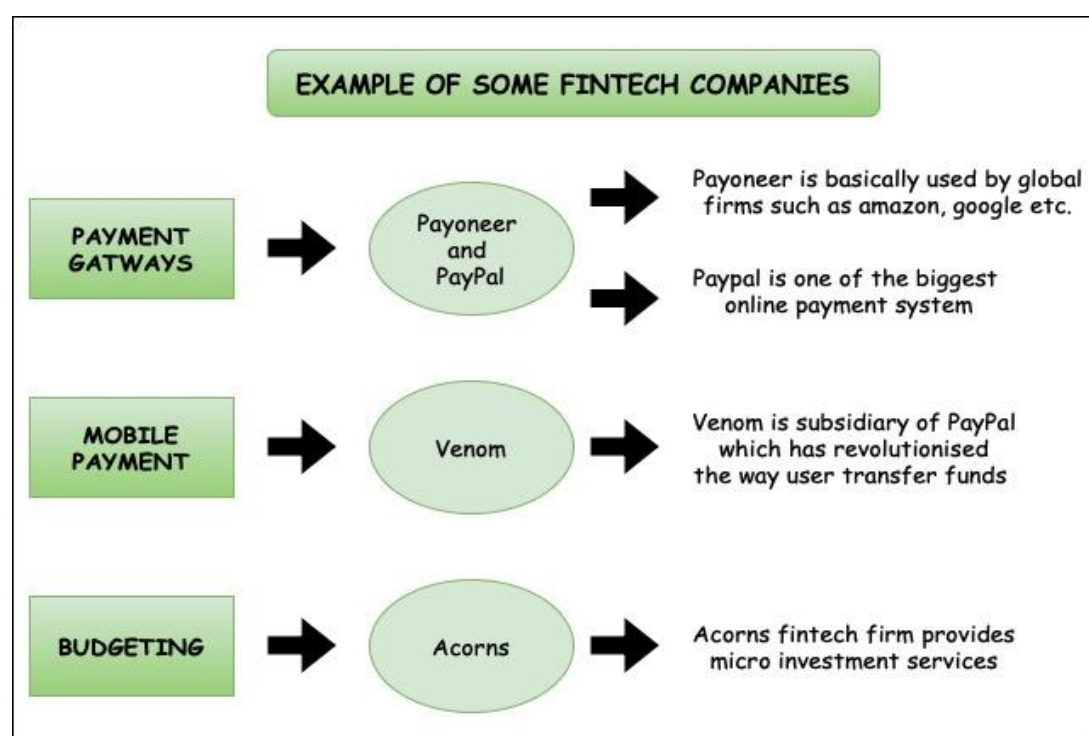 EXAMPLE OF SOME FINTECH COMPANIES
PAYMENT
GATWAYS
Payoneer
and
PayPal
Payoneer is basically used by global
firms such as amazon, google etc.
Paypal is one of the biggest
online payment system
MOBILE
PAYMENT
Venom
Venom is subsidiary of PayPal
which has revolutionised
the way user transfer funds
BUDGETING
Acorns
Acorns fintech firm provides
micro investment services